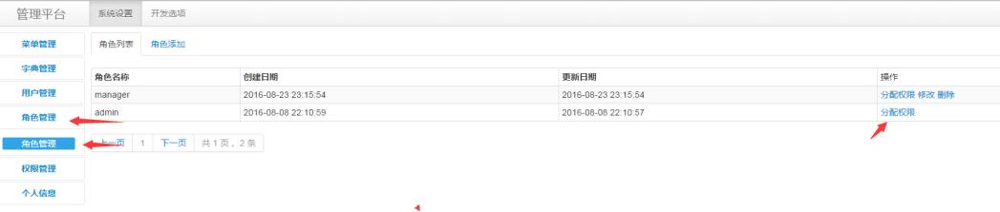 管理平台 系统设置 开发选项
菜单管理
字典管理
用户管理
角色管理
角色管理
权限管理
个人信息
角色列表 角色添加
角色名称 创建日期 更新日期 操作
manager 2016-08-23 23:15:54 2016-08-23 23:15:54 分配权限 修改 删除
admin 2016-08-08 22:10:59 2016-08-08 22:10:57 分配权限
上一页 1 下一页 共 1 页，2 条